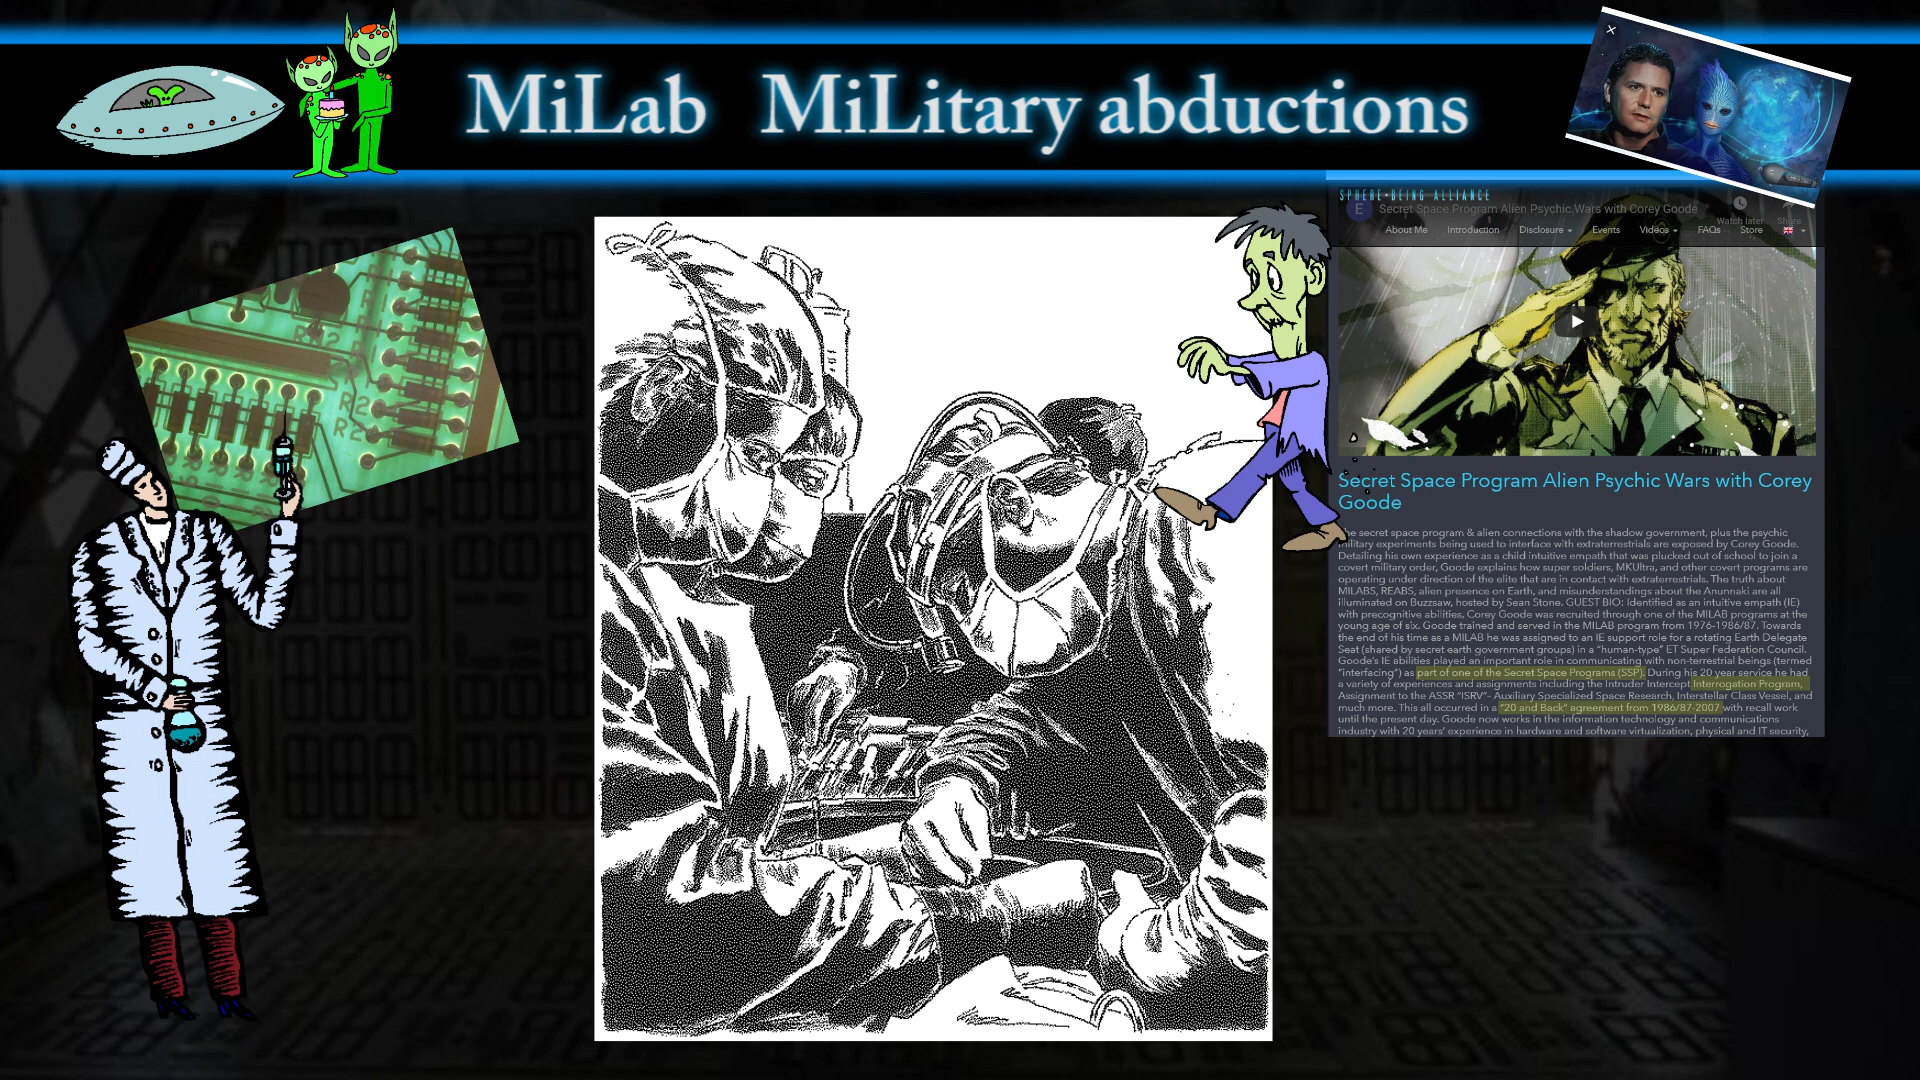 MiLab MiLitary abductions
SPHERE•BEING ALLIANCE
E Secret Space Program Alien Psychic Wars with Corey Goode
Watch later Share
About Me Introduction Disclosure Events Videos FAQs Store
Secret Space Program Alien Psychic Wars with Corey
Goode
he secret space program & alien connections with the shadow government, plus the psychic
military experiments being used to interface with extraterrestrials are exposed by Corey Goode.
Detailing his own experience as a child intuitive empath that was plucked out of school to join a
covert military order, Goode explains how super soldiers, MKUltra, and other covert programs are
operating under direction of the elite that are in contact with extraterrestrials. The truth about
MILABS, REABS, alien presence on Earth, and misunderstandings about the Anunnaki are all
illuminated on Buzzsaw, hosted by Sean Stone. GUEST BIO: Identified as an intuitive empath (IE)
with precognitive abilities, Corey Goode was recruited through one of the MILAB programs at the
young age of six. Goode trained and served in the MILAB program from 1976-1986/87. Towards
the end of his time as a MILAB he was assigned to an IE support role for a rotating Earth Delegate
Seat (shared by secret earth government groups) in a "human-type" ET Super Federation Council.
Goode's IE abilities played an important role in communicating with non-terrestrial beings (termed
"interfacing") as part of one of the Secret Space Programs (SSP). During his 20 year service he had
a variety of experiences and assignments including the Intruder Intercept Interrogation Program,
Assignment to the ASSR "ISRV"- Auxiliary Specialized Space Research, Interstellar Class Vessel, and
much more. This all occurred in a "20 and Back" agreement from 1986/87-2007 with recall work
until the present day. Goode now works in the information technology and communications
industry with 20 years' experience in hardware and software virtualization, physical and IT security,
R2
R2